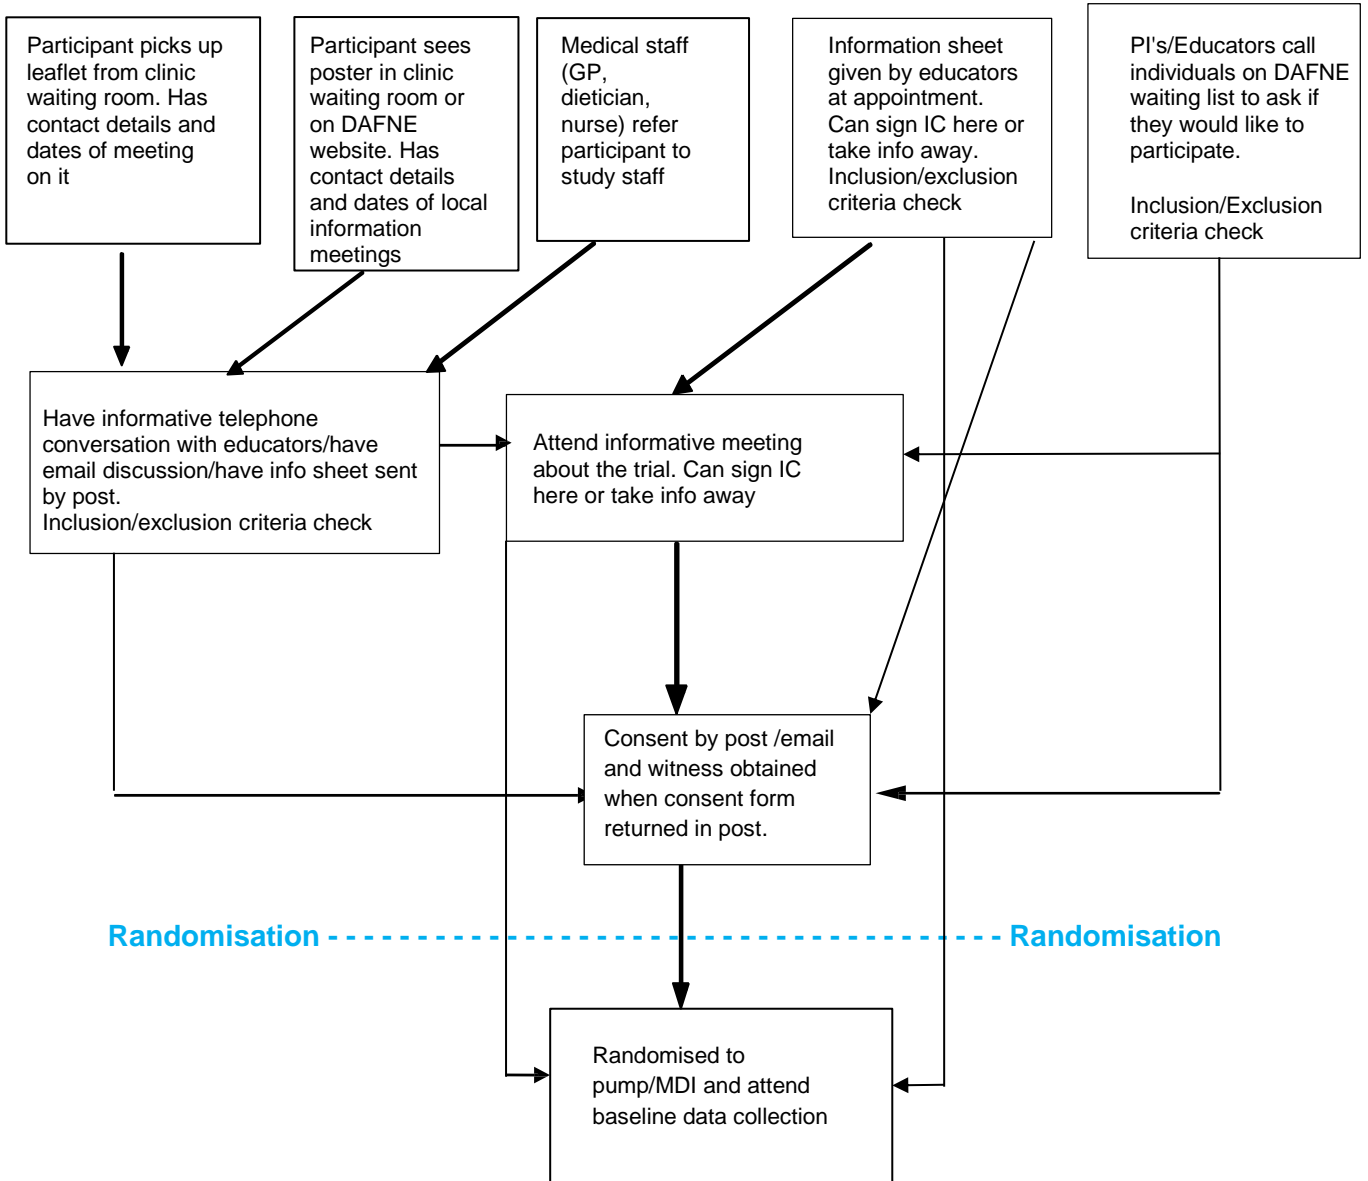 Participant picks up
leaflet from clinic
waiting room. Has
contact details and
dates of meeting
on it
Participant sees
poster in clinic
waiting room or
on DAFNE
website. Has
contact details
and dates of local
information
meetings
Medical staff
(GP,
dietician,
nurse) refer
participant to
study staff
Information sheet
given by educators
at appointment.
Can sign IC here or
take info away.
Inclusion/exclusion
criteria check
PI's/Educators call
individuals on DAFNE
waiting list to ask if
they would like to
participate.
Inclusion/Exclusion
criteria check
Have informative telephone
conversation with educators/have
email discussion/have info sheet sent
by post.
Inclusion/exclusion criteria check
Attend informative meeting
about the trial. Can sign IC
here or take info away
Consent by post /email
and witness obtained
when consent form
returned in post.
Randomisation
Randomisation
Randomised to
pump/MDI and attend
baseline data collection